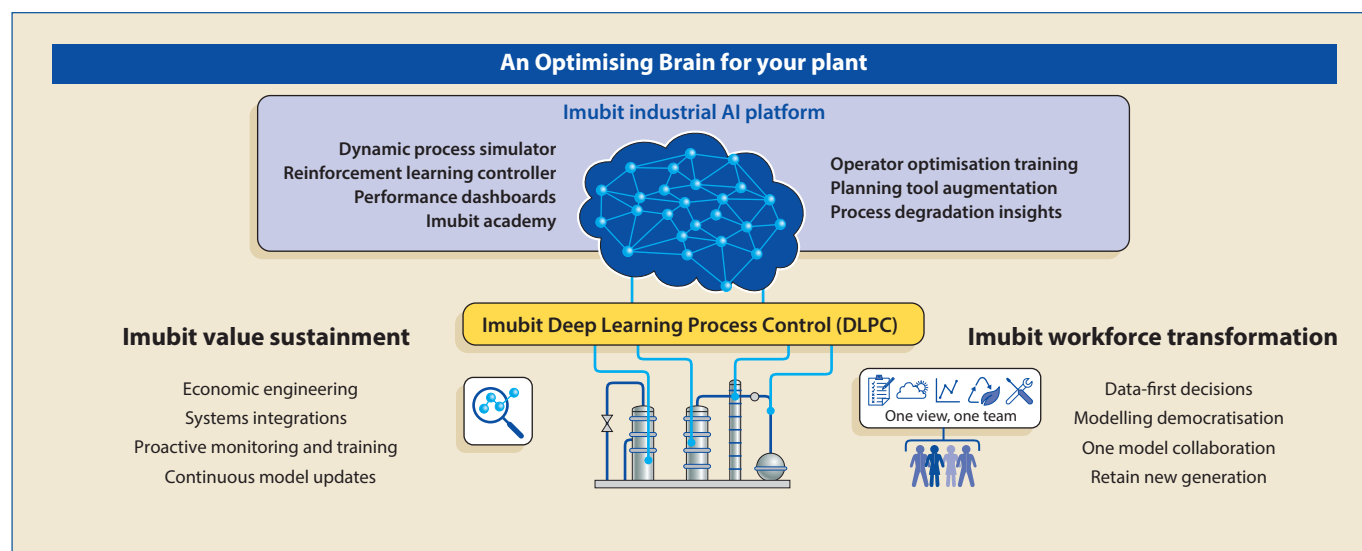 An Optimising Brain for your plant
Imubit industrial AI platform
Dynamic process simulator
Reinforcement learning controller
Performance dashboards
Imubit academy
Operator optimisation training
Planning tool augmentation
Process degradation insights
Imubit Deep Learning Process Control (DLPC)
Imubit value sustainment
Economic engineering
Systems integrations
Proactive monitoring and training
Continuous model updates
Imubit workforce transformation
One view, one team
Data-first decisions
Modelling democratisation
One model collaboration
Retain new generation